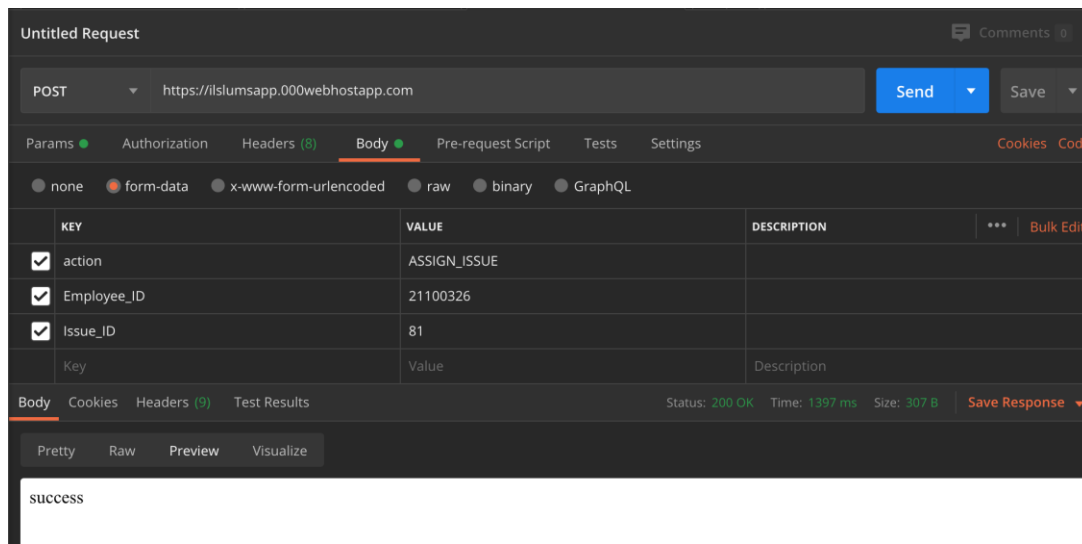 Untitled Request Comments 0
POST https://ilslumsapp.000webhostapp.com Send Save
Params Authorization Headers (8) Body Pre-request Script Tests Settings Cookies Cod
none form-data x-www-form-urlencoded raw binary GraphQL
KEY VALUE DESCRIPTION ••• Bulk Edi
action ASSIGN_ISSUE
Employee_ID 21100326
Issue_ID 81
Key Value Description
Body Cookies Headers (9) Test Results Status: 200 OK Time: 1397 ms Size: 307 B Save Response
Pretty Raw Preview Visualize
success